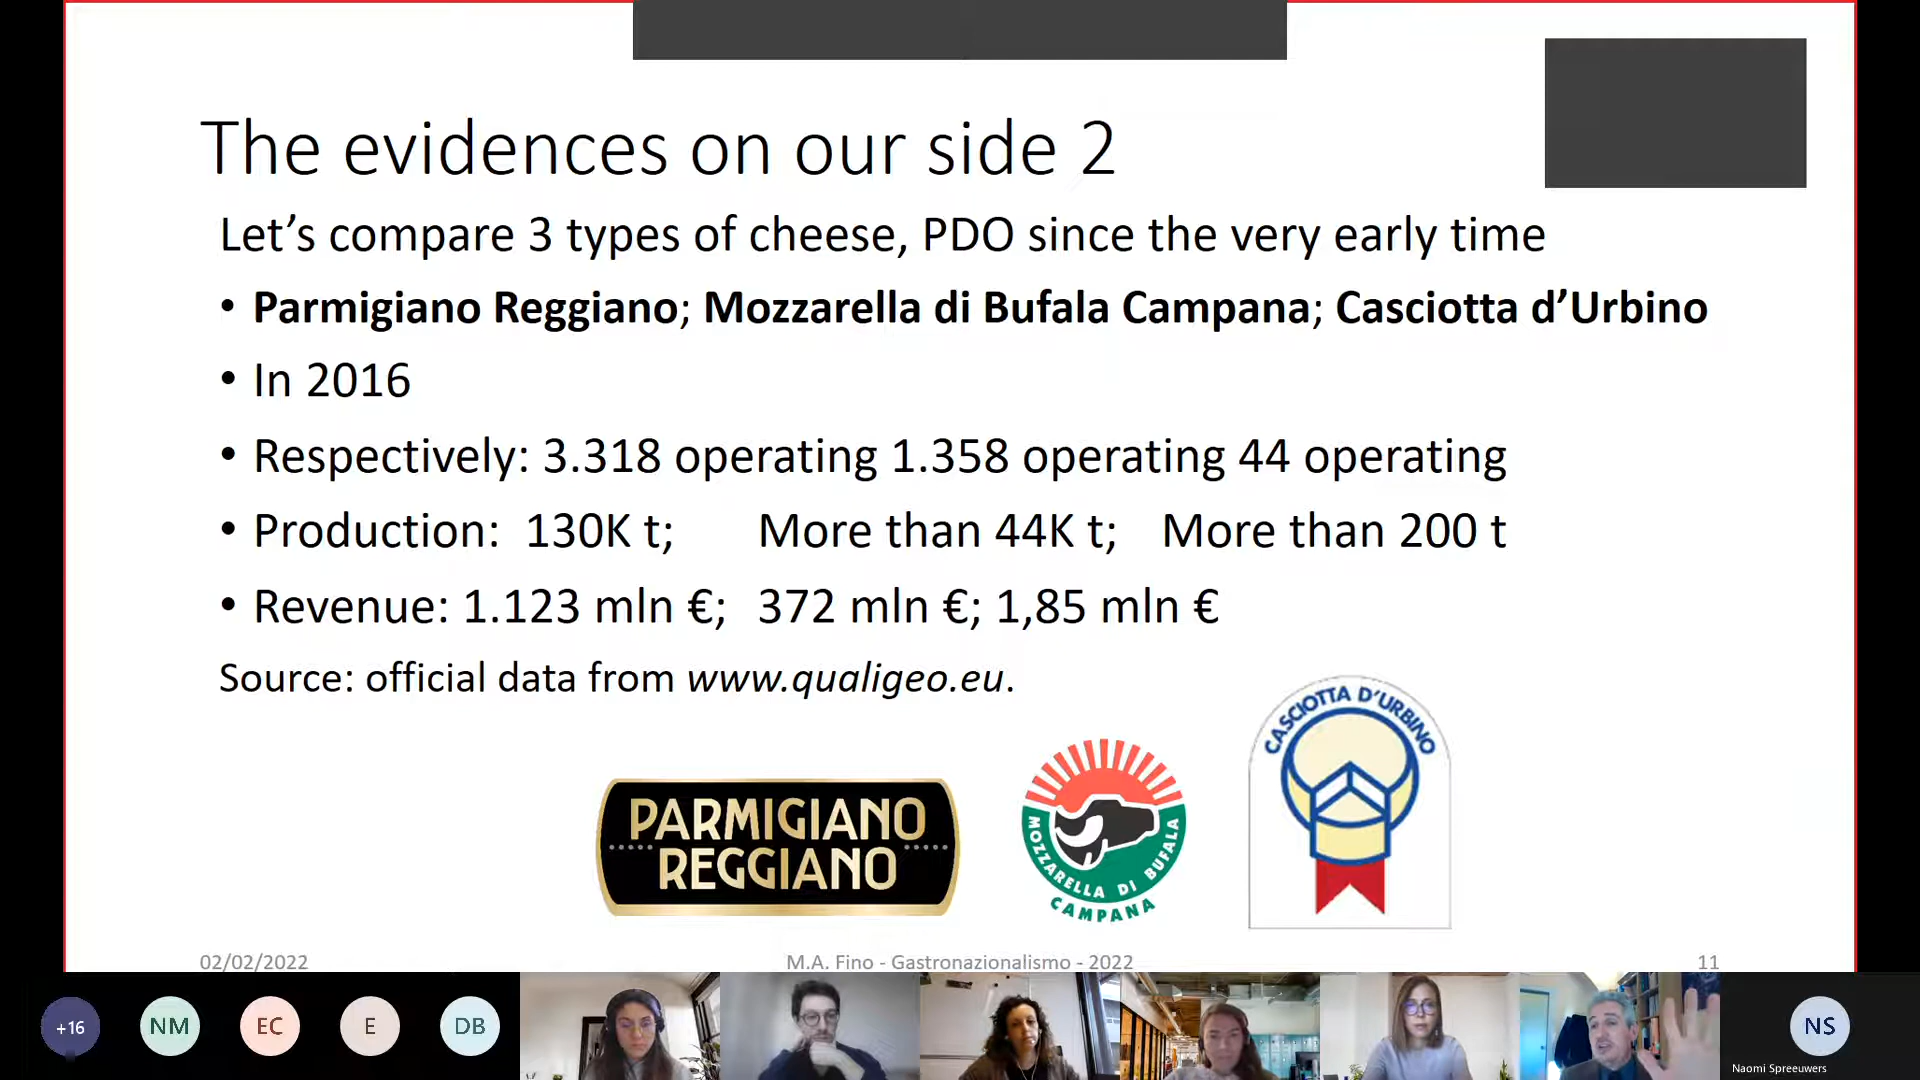 The evidences on our side 2
Let’s compare 3 types of cheese, PDO since the very early time
• Parmigiano Reggiano; Mozzarella di Bufala Campana; Casciotta d’Urbino
• In 2016
• Respectively: 3.318 operating 1.358 operating 44 operating
• Production: 130K t; More than 44K t; More than 200 t
• Revenue: 1.123 mln €; 372 mln €; 1,85 mln €
Source: official data from www.qualigeo.eu.
PARMIGIANO
REGGIANO
MOZZARELLA DI BUFALA
CAMPANA
CASCIOTTA D'URBINO
02/02/2022
M.A. Fino - Gastronazionalismo - 2022
11
+16
NM
EC
E
DB
NS
Naomi Spreeuwers